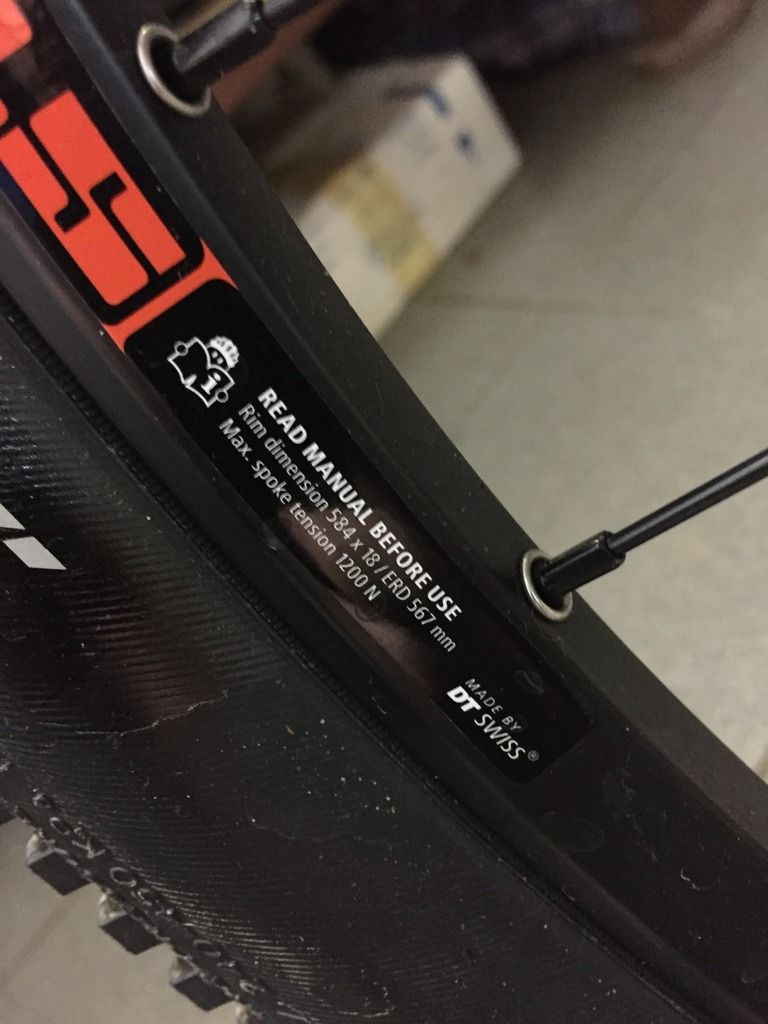 READ MANUAL BEFORE USE
Rim dimension 584 x 18 / ERD 567 mm
Max. spoke tension 1200 N
MADE BY
DT SWISS®